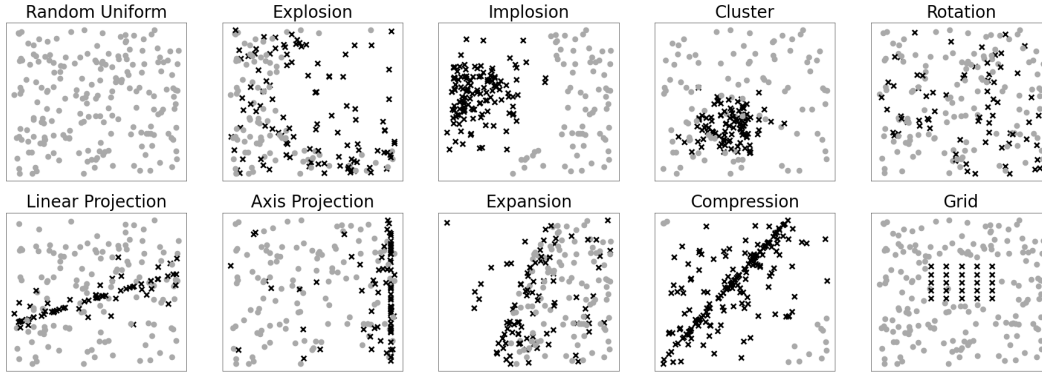 Random Uniform
Explosion
Implosion
Cluster
Rotation
Linear Projection
Axis Projection
Expansion
Compression
Grid